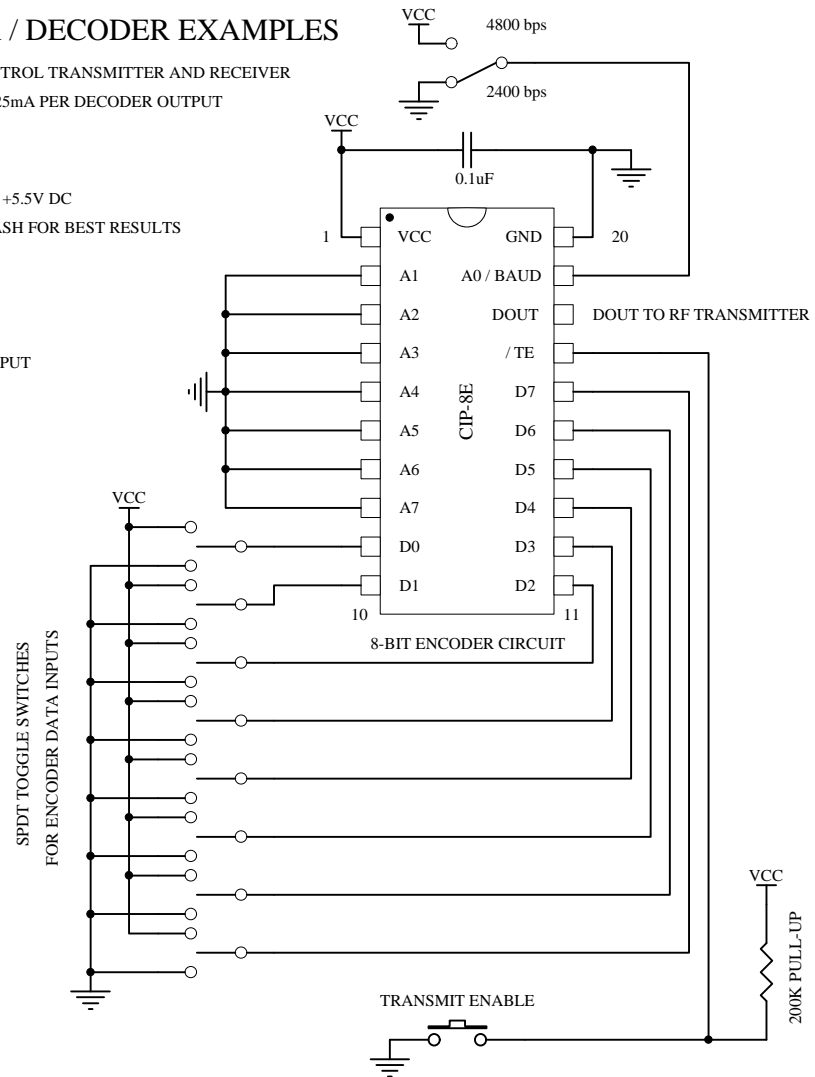 / DECODER EXAMPLES
TROL TRANSMITTER AND RECEIVER
25mA PER DECODER OUTPUT
+5.5V DC
ASH FOR BEST RESULTS
PUT
VCC
4800 bps
2400 bps
VCC
0.1uF
1
20
VCC
GND
A1
A0 / BAUD
A2
DOUT
DOUT TO RF TRANSMITTER
A3
/ TE
A4
D7
A5
D6
A6
D5
A7
D4
D0
D3
D1
D2
CIP-8E
10
11
8-BIT ENCODER CIRCUIT
VCC
SPDT TOGGLE SWITCHES
FOR ENCODER DATA INPUTS
VCC
200K PULL-UP
TRANSMIT ENABLE